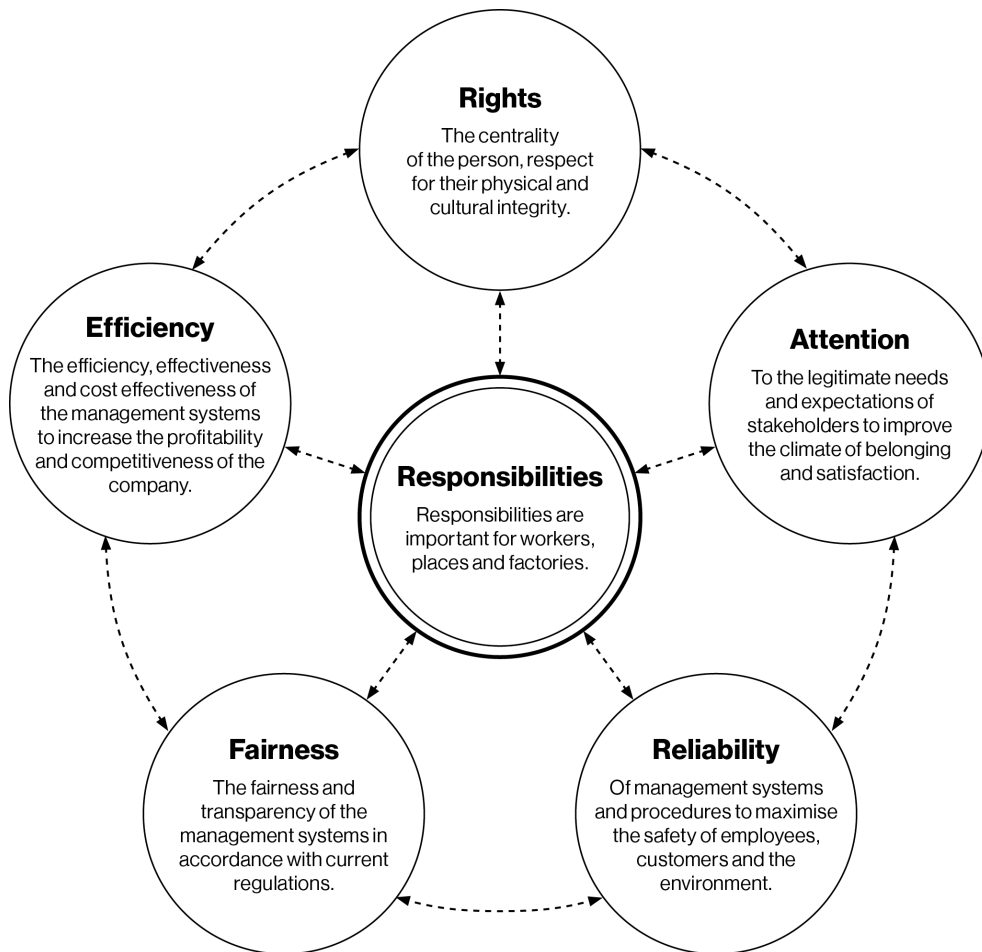 Rights
The centrality
of the person, respect
for their physical and
cultural integrity.
Efficiency
The efficiency, effectiveness
and cost effectiveness of
the management systems
to increase the profitability
and competitiveness of the
company.
Attention
To the legitimate needs
and expectations of
stakeholders to improve
the climate of belonging
and satisfaction.
Responsibilities
Responsibilities are
important for workers,
places and factories.
Fairness
The fairness and
transparency of the
management systems in
accordance with current
regulations.
Reliability
Of management systems
and procedures to maximise
the safety of employees,
customers and the
environment.